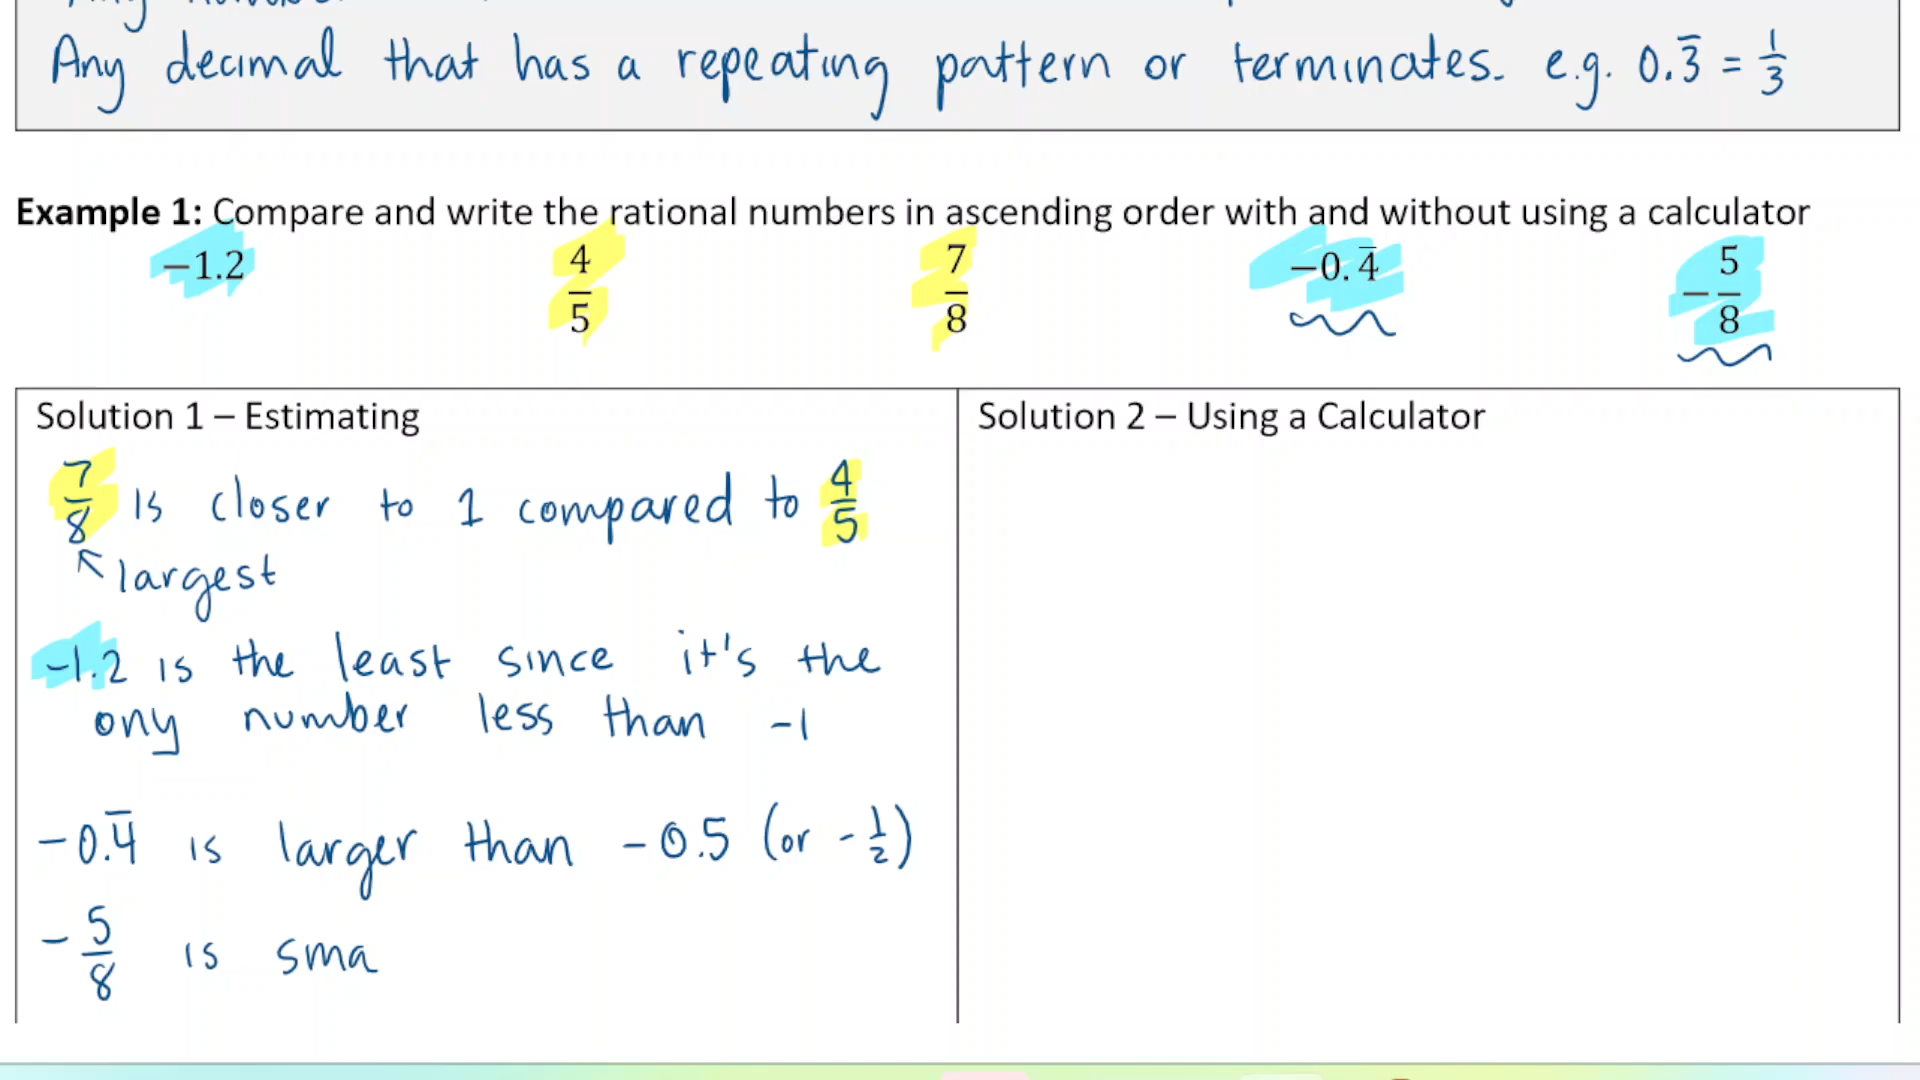 Any decimal that has a repeating pattern or terminates. e.g. 0.3̅ = 1/3
Example 1: Compare and write the rational numbers in ascending order with and without using a calculator
−1.2 4/5 7/8 −0.4̅ −5/8
Solution 1 – Estimating
7/8 is closer to 1 compared to 4/5
largest
-1.2 is the least since it's the
ony number less than -1
-0.4̅ is larger than -0.5 (or -1/2)
-5/8 is sma
Solution 2 – Using a Calculator